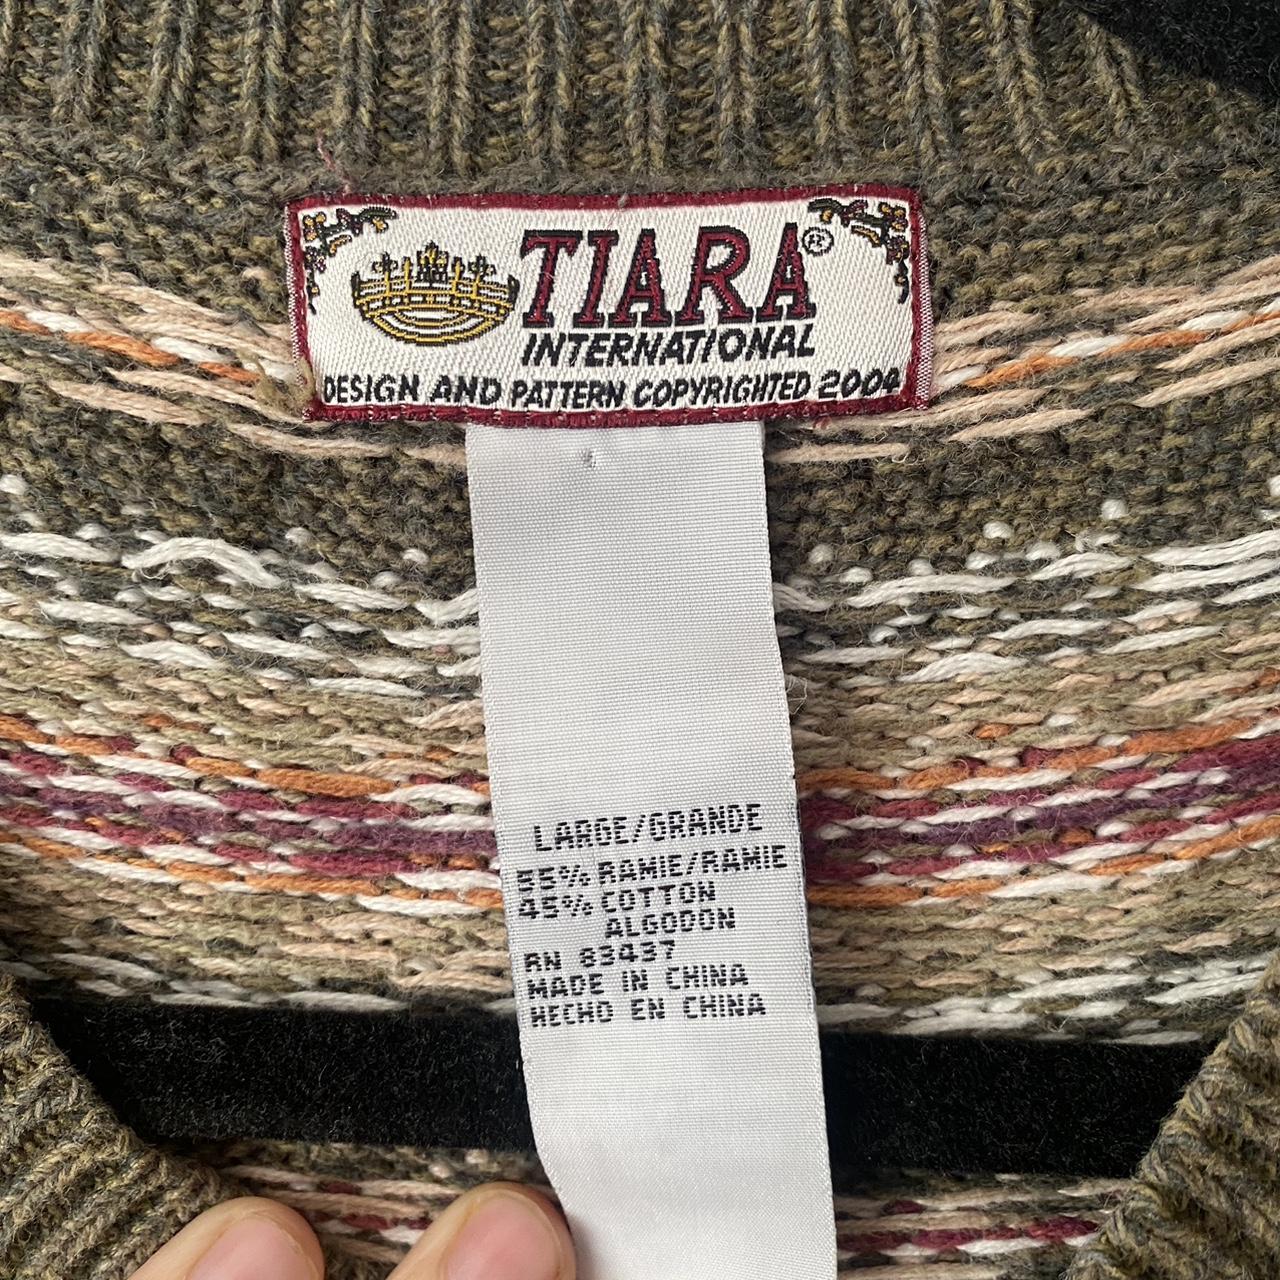 TIARA®
INTERNATIONAL
DESIGN AND PATTERN COPYRIGHTED 2004
LARGE/GRANDE
55% RAMIE/RAMIE
45% COTTON
ALGODON
RN 83437
MADE IN CHINA
HECHO EN CHINA